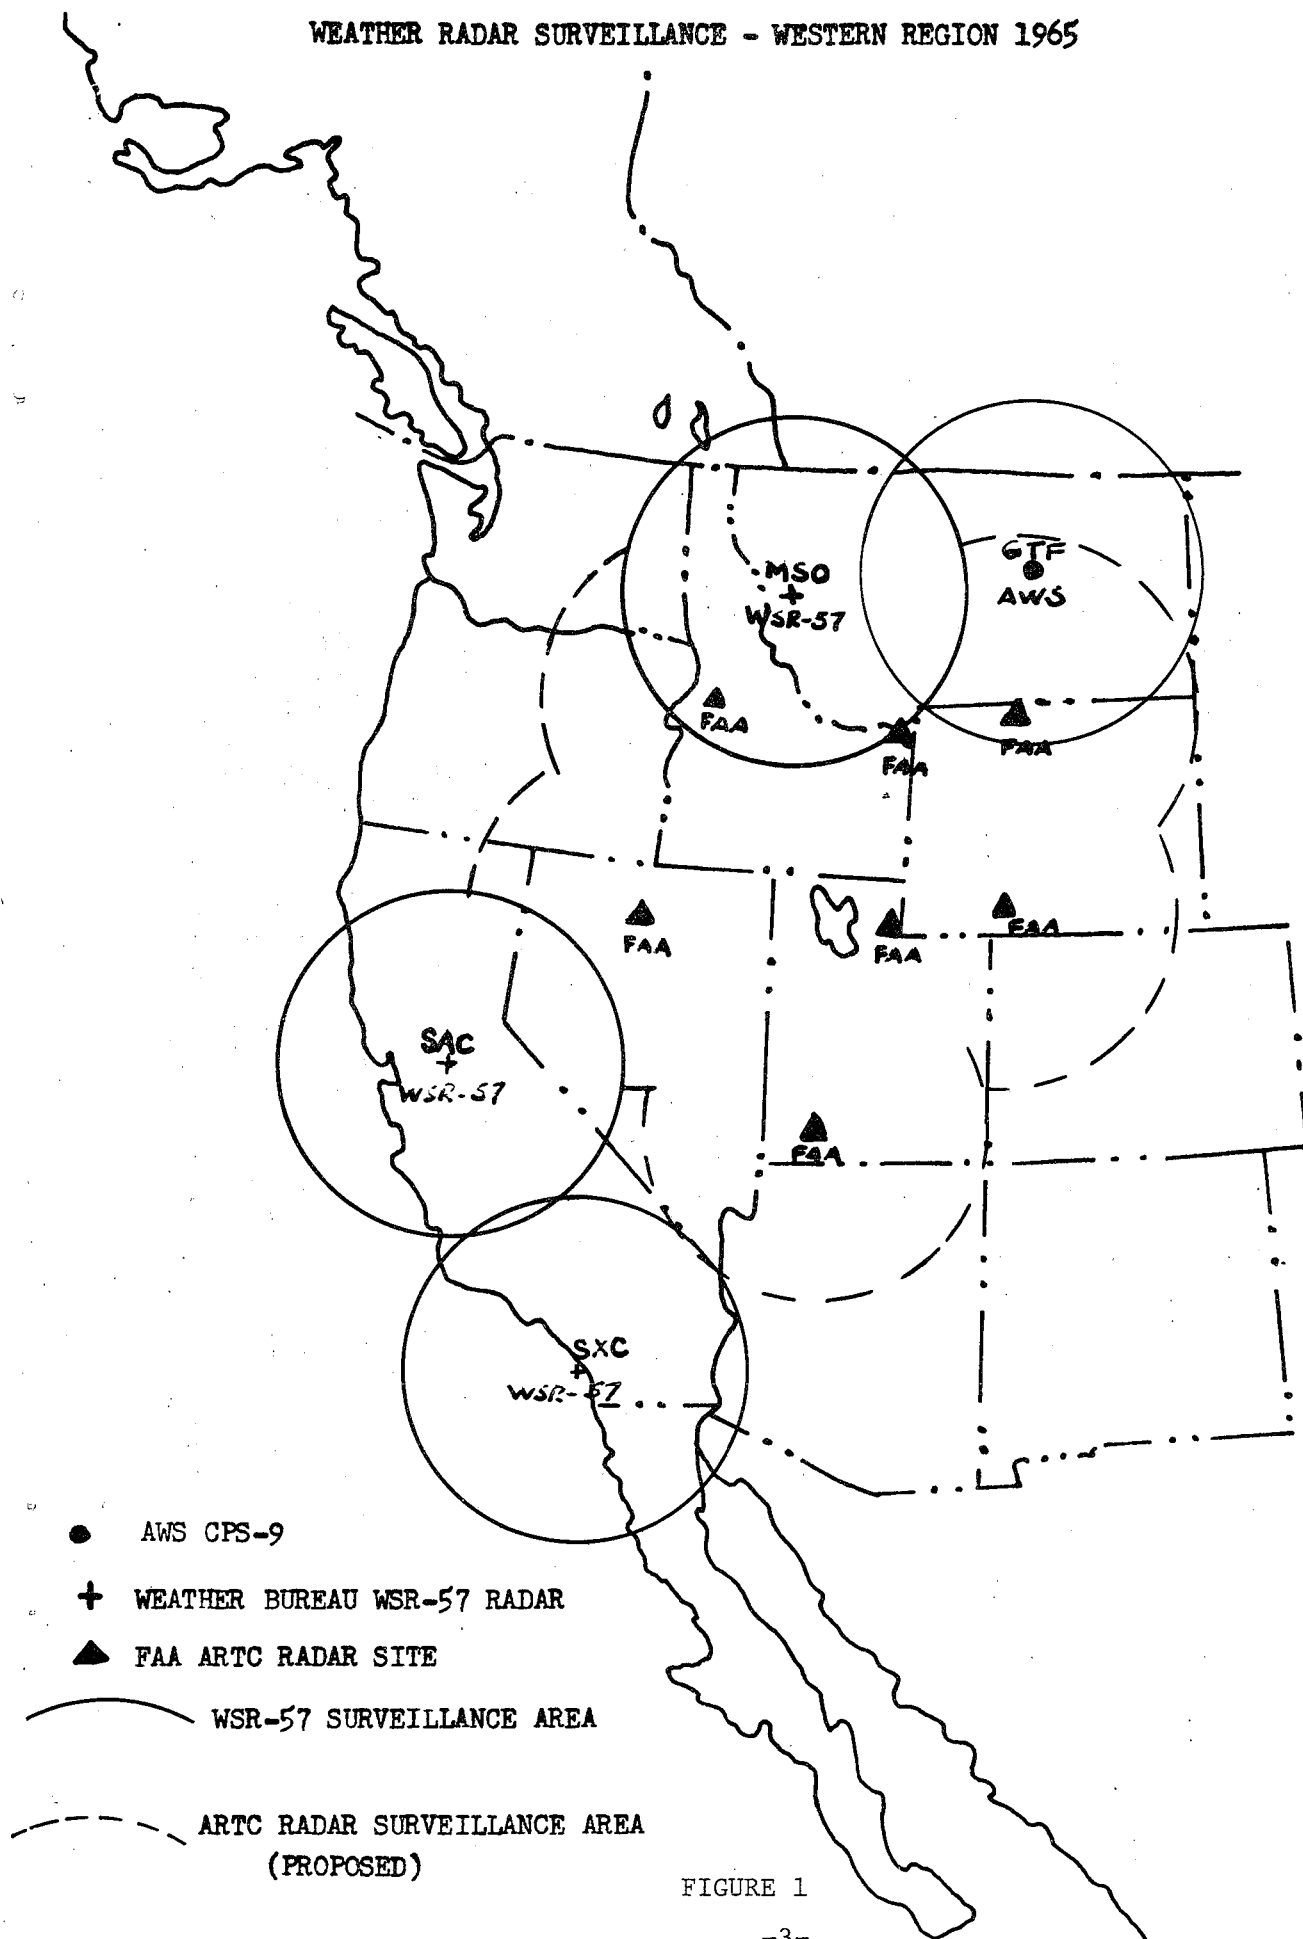 WEATHER RADAR SURVEILLANCE - WESTERN REGION 1965
GTF
AWS
MSO
WSR-57
FAA
FAA
FAA
FAA
FAA
FAA
SAC
WSR-57
FAA
SXC
WSR-57
AWS CPS-9
WEATHER BUREAU WSR-57 RADAR
FAA ARTC RADAR SITE
WSR-57 SURVEILLANCE AREA
ARTC RADAR SURVEILLANCE AREA
(PROPOSED)
FIGURE 1
-3-